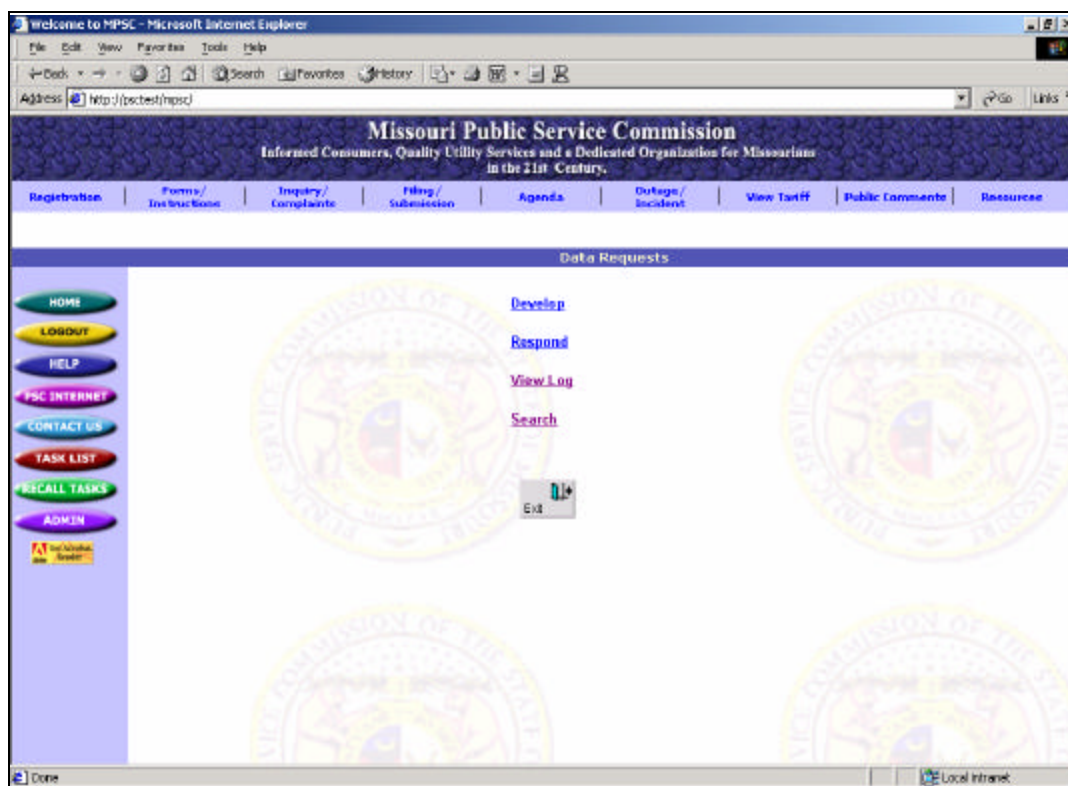 Welcome to MPSC - Microsoft Internet Explorer
File Edit View Favorites Tools Help
Back Search Favorites History
Address http://psctest/mpsc/ Go Links
Missouri Public Service Commission
Informed Consumers, Quality Utility Services and a Dedicated Organization for Missourians
in the 21st Century.
Registration | Forms/ Instructions | Inquiry/ Complaints | Filing/ Submission | Agenda | Outage/ Incident | View Tariff | Public Comments | Resources
Data Requests
HOME
LOGOUT
HELP
PSC INTERNET
CONTACT US
TASK LIST
RECALL TASKS
ADMIN
Develop
Respond
View Log
Search
Exit
Done
Local intranet